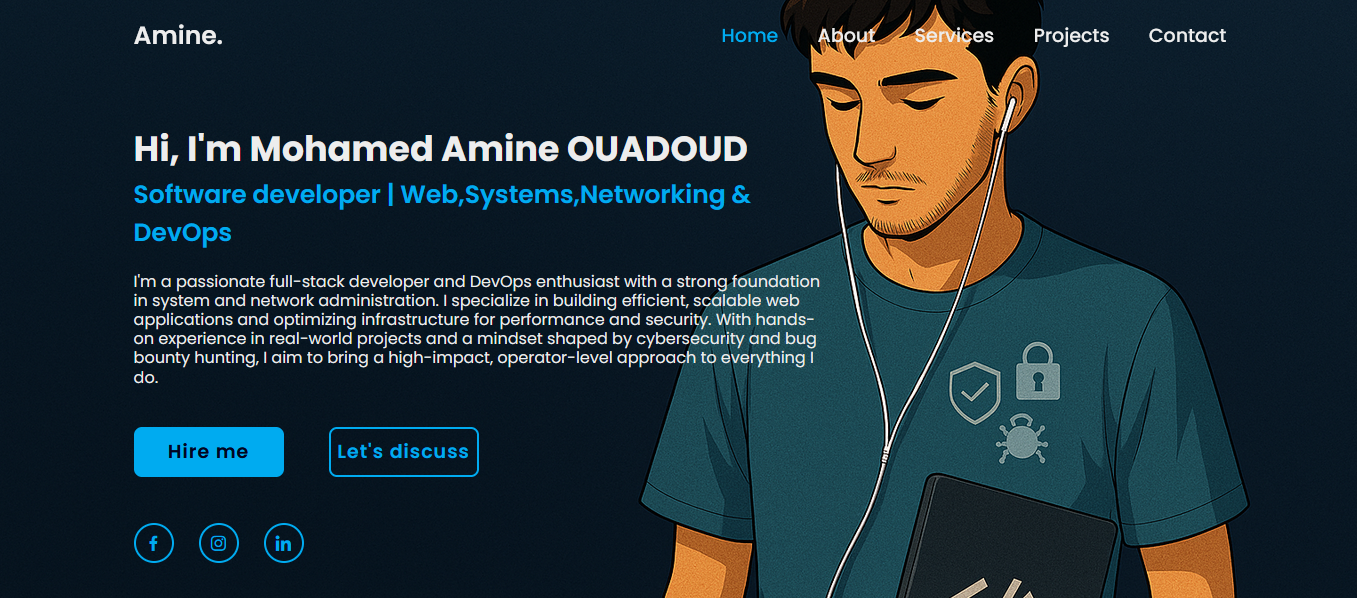 Amine.
Home About Services Projects Contact
Hi, I'm Mohamed Amine OUADOUD
Software developer | Web,Systems,Networking &
DevOps
I'm a passionate full-stack developer and DevOps enthusiast with a strong foundation
in system and network administration. I specialize in building efficient, scalable web
applications and optimizing infrastructure for performance and security. With hands-
on experience in real-world projects and a mindset shaped by cybersecurity and bug
bounty hunting, I aim to bring a high-impact, operator-level approach to everything I
do.
Hire me
Let's discuss